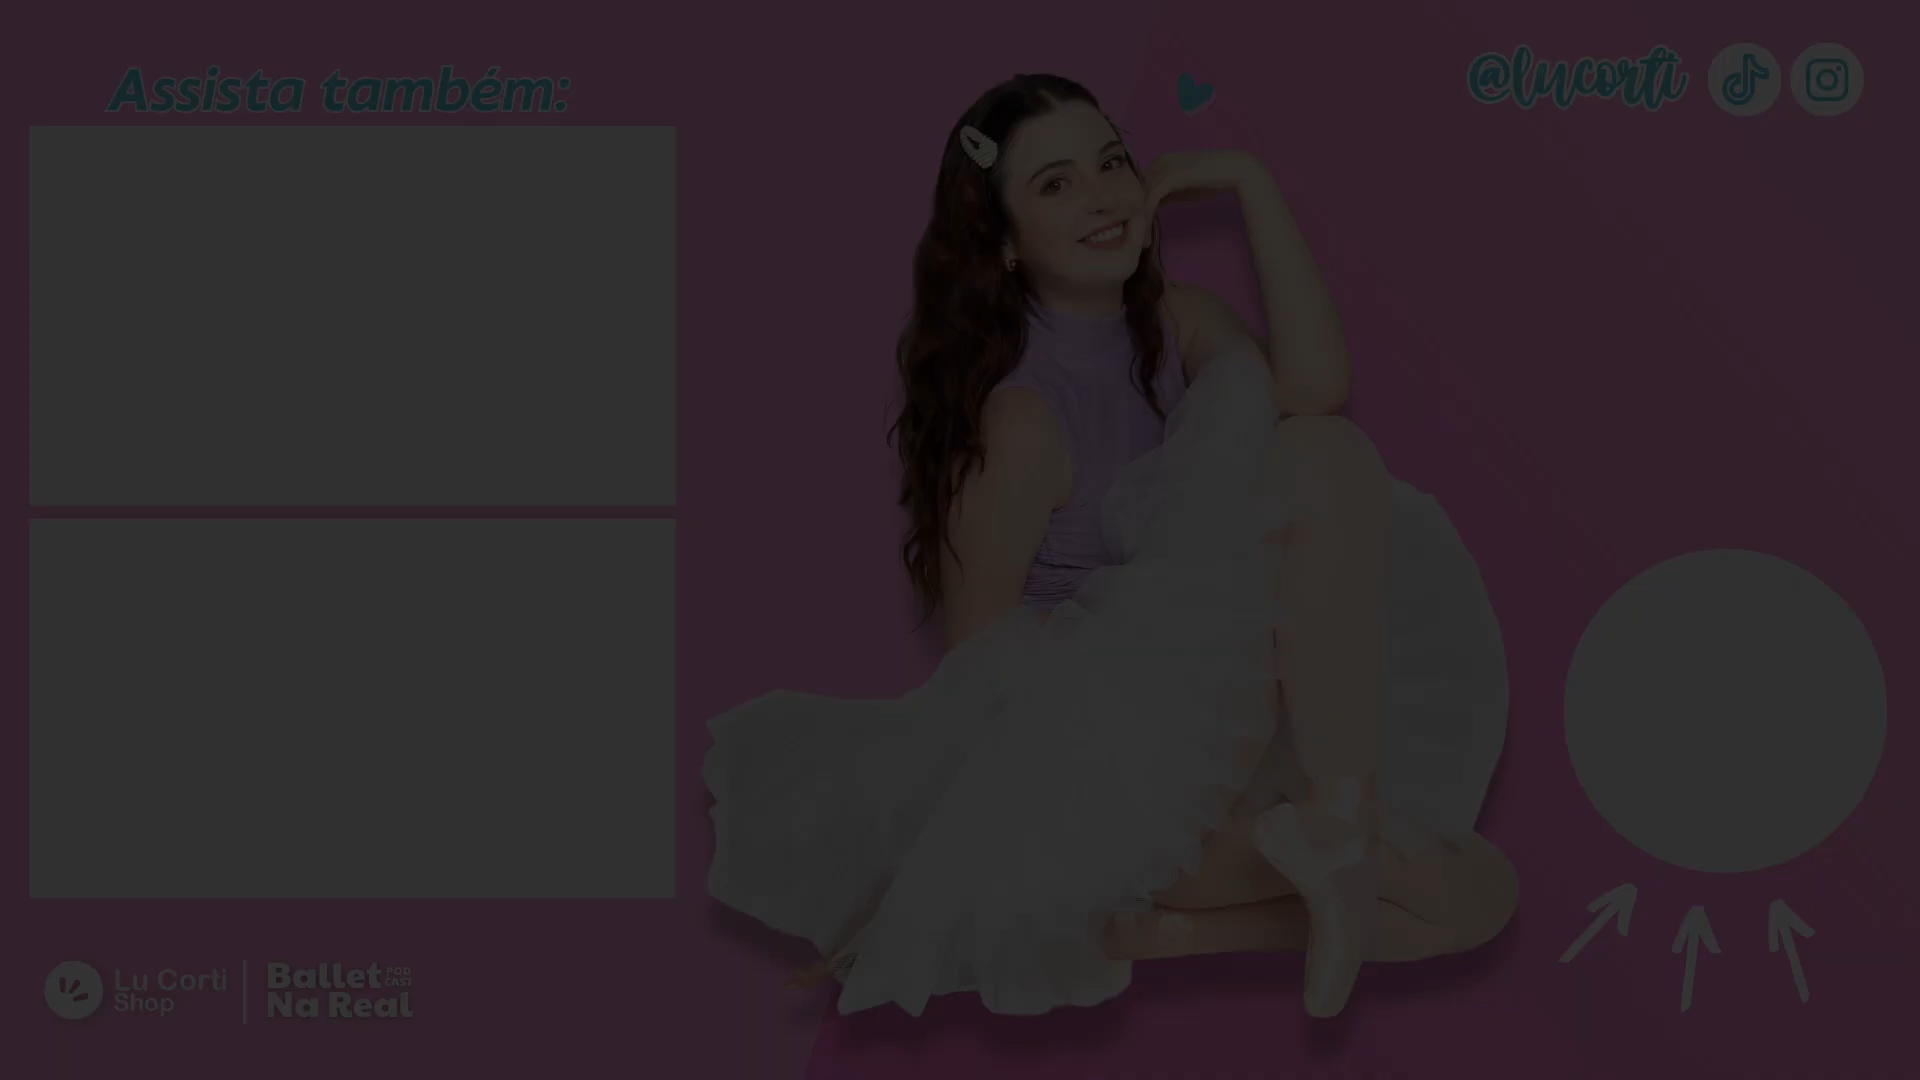 Assista também:
@lucorti
Lu Corti
Shop
Ballet POD
CAST
Na Real